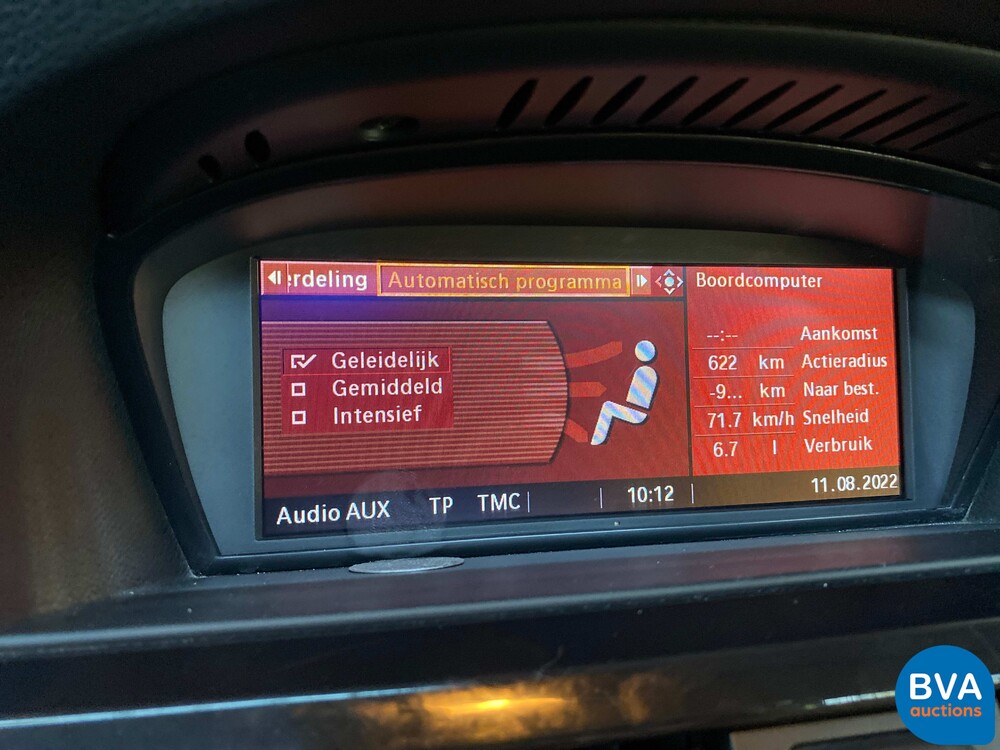 :rdeling Automatisch programma
Geleidelijk
Gemiddeld
Intensief
Boordcomputer
--:-- Aankomst
622 km Actieradius
-9... km Naar best.
71.7 km/h Snelheid
6.7 l Verbruik
11.08.2022
Audio AUX TP TMC 10:12
BVA
auctions